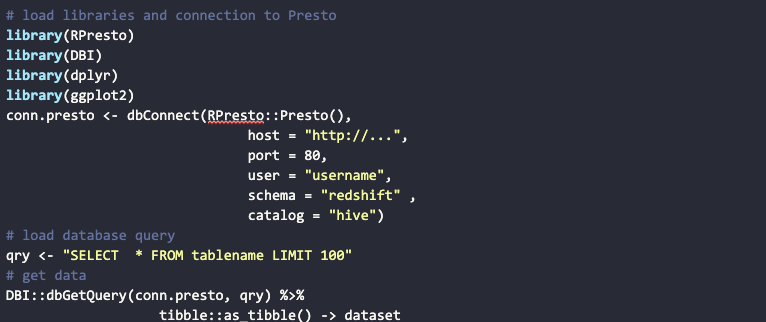 # load libraries and connection to Presto
library(RPresto)
library(DBI)
library(dplyr)
library(ggplot2)
conn.presto <- dbConnect(RPresto::Presto(),
                              host = "http://...",
                              port = 80,
                              user = "username",
                              schema = "redshift" ,
                              catalog = "hive")
# load database query
qry <- "SELECT  * FROM tablename LIMIT 100"
# get data
DBI::dbGetQuery(conn.presto, qry) %>%
                   tibble::as_tibble() -> dataset